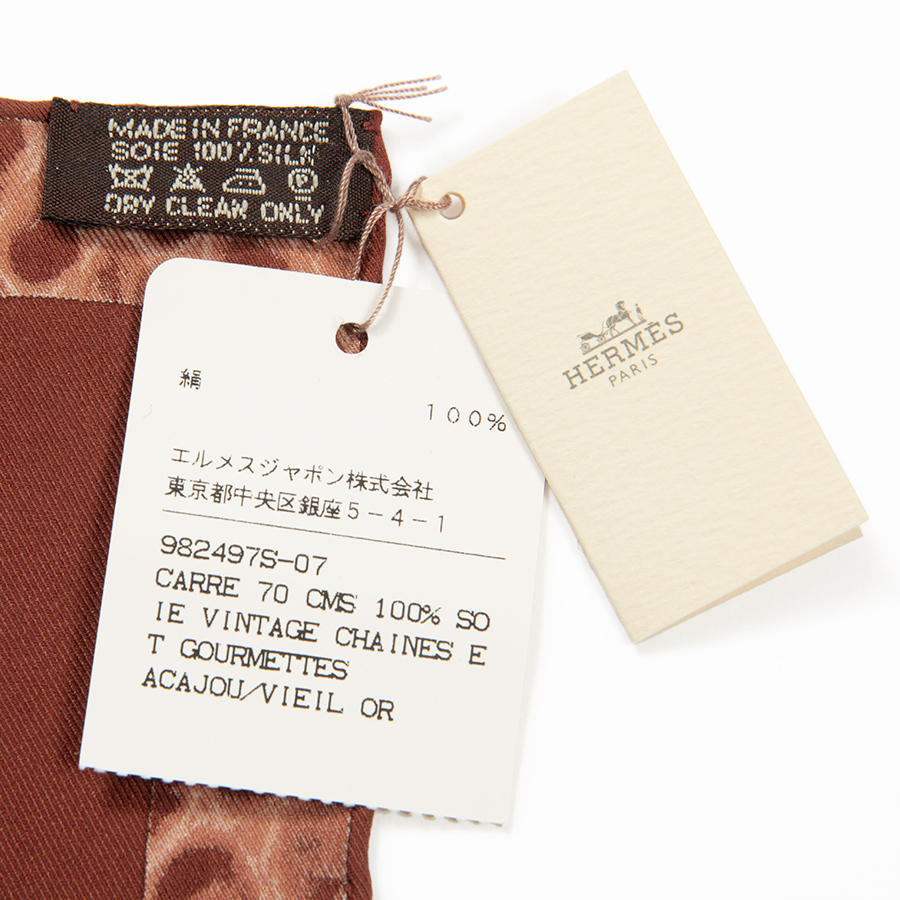 MADE IN FRANCE
SOIE 100% SILK
P
DRY CLEAN ONLY
HERMÈS
PARIS
絹
100%
エルメスジャポン株式会社
東京都中央区銀座5-4-1
982497S-07
CARRE 70 CMS 100% SO
IE VINTAGE CHAINES E
T GOURMETTES
ACAJOU/VIEIL OR